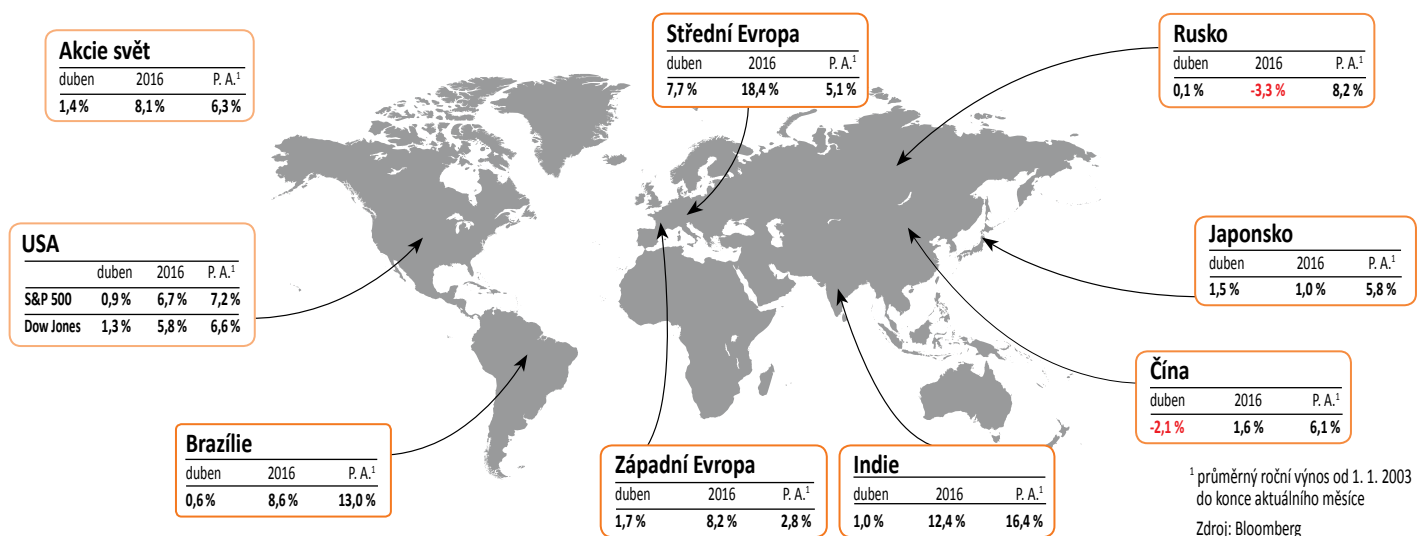 Akcie svět
duben 2016 P. A.¹
1,4 % 8,1 % 6,3 %
Střední Evropa
duben 2016 P. A.¹
7,7 % 18,4 % 5,1 %
Rusko
duben 2016 P. A.¹
0,1 % -3,3 % 8,2 %
USA
duben 2016 P. A.¹
S&P 500 0,9 % 6,7 % 7,2 %
Dow Jones 1,3 % 5,8 % 6,6 %
Japonsko
duben 2016 P. A.¹
1,5 % 1,0 % 5,8 %
Čína
duben 2016 P. A.¹
-2,1 % 1,6 % 6,1 %
Brazílie
duben 2016 P. A.¹
0,6 % 8,6 % 13,0 %
Západní Evropa
duben 2016 P. A.¹
1,7 % 8,2 % 2,8 %
Indie
duben 2016 P. A.¹
1,0 % 12,4 % 16,4 %
¹ průměrný roční výnos od 1. 1. 2003
do konce aktuálního měsíce
Zdroj: Bloomberg